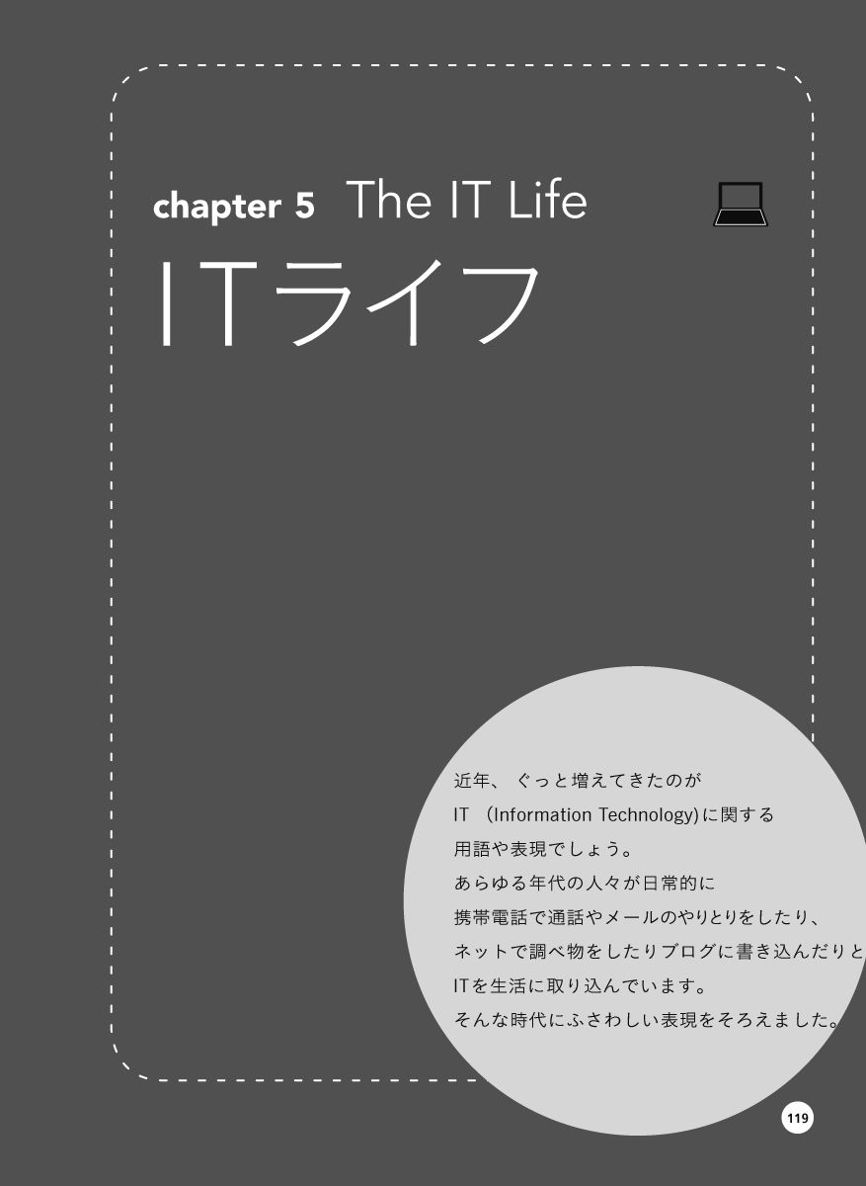 chapter 5 The IT Life
ITライフ
近年、ぐっと増えてきたのが
IT （Information Technology)に関する
用語や表現でしょう。
あらゆる年代の人々が日常的に
携帯電話で通話やメールのやりとりをしたり、
ネットで調べ物をしたりブログに書き込んだりと
ITを生活に取り込んでいます。
そんな時代にふさわしい表現をそろえました。
119